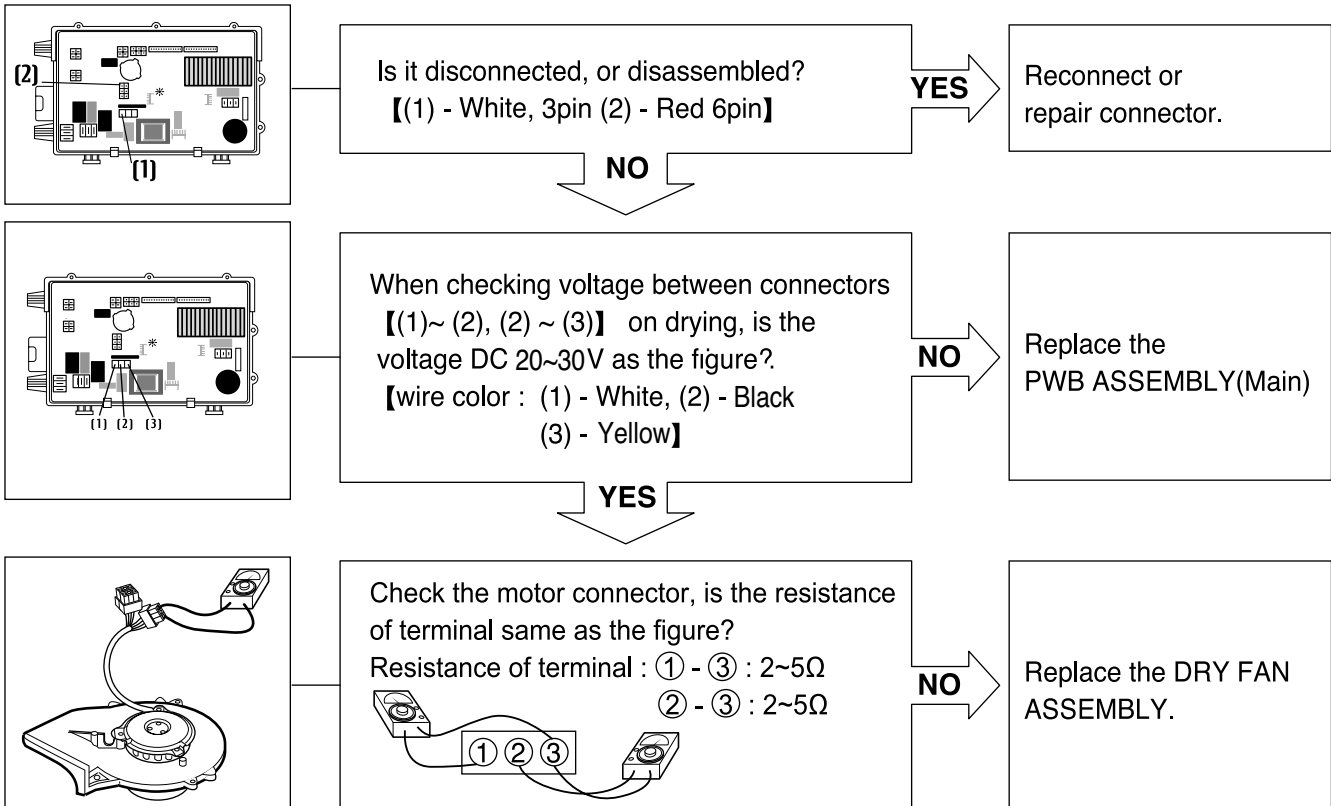 (2)
(1)
Is it disconnected, or disassembled?
【(1) - White, 3pin (2) - Red 6pin】
YES
Reconnect or
repair connector.
NO
(1) (2) (3)
When checking voltage between connectors
【(1)~ (2), (2) ~ (3)】 on drying, is the
voltage DC 20~30V as the figure?.
【wire color : (1) - White, (2) - Black
(3) - Yellow】
NO
Replace the
PWB ASSEMBLY(Main)
YES
Check the motor connector, is the resistance
of terminal same as the figure?
Resistance of terminal : ① - ③ : 2~5Ω
② - ③ : 2~5Ω
① ② ③
NO
Replace the DRY FAN
ASSEMBLY.